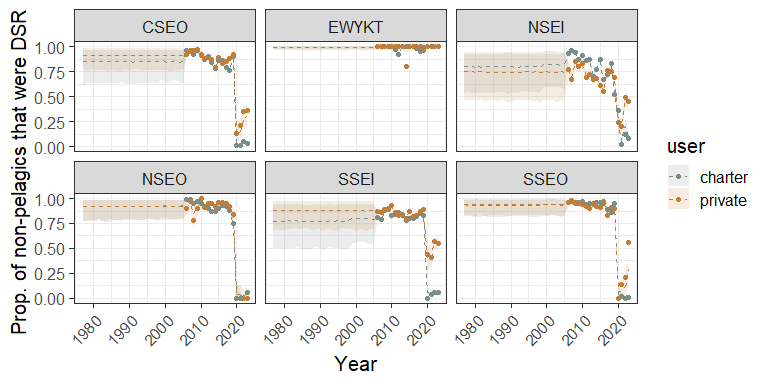 CSEO
EWYKT
NSEI
1.00
0.75
0.50
0.25
0.00
NSEO
SSEI
SSEO
1.00
0.75
0.50
0.25
0.00
1980
1990
2000
2010
2020
1980
1990
2000
2010
2020
1980
1990
2000
2010
2020
Year
Prop. of non-pelagics that were DSR
user
charter
private